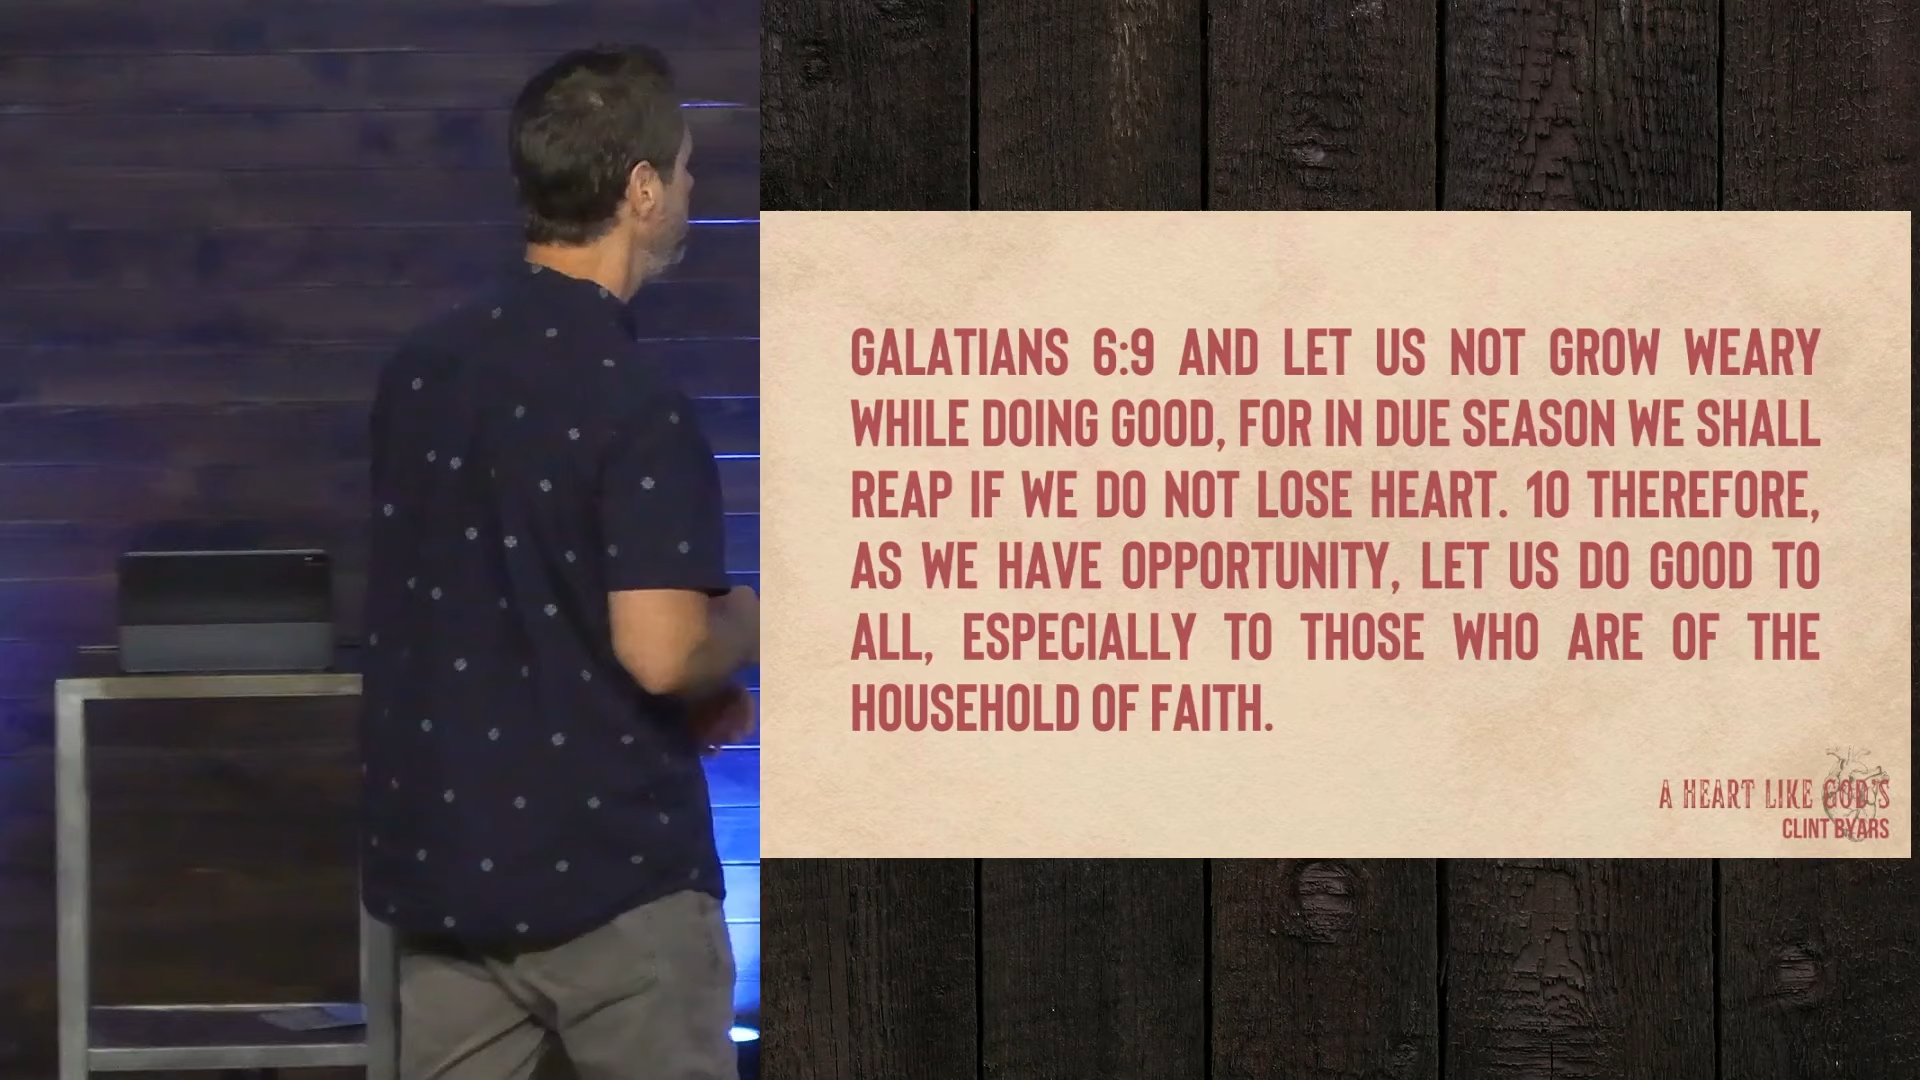 GALATIANS 6:9 AND LET US NOT GROW WEARY
WHILE DOING GOOD, FOR IN DUE SEASON WE SHALL
REAP IF WE DO NOT LOSE HEART. 10 THEREFORE,
AS WE HAVE OPPORTUNITY, LET US DO GOOD TO
ALL, ESPECIALLY TO THOSE WHO ARE OF THE
HOUSEHOLD OF FAITH.
A HEART LIKE GOD'S
CLINT BYARS